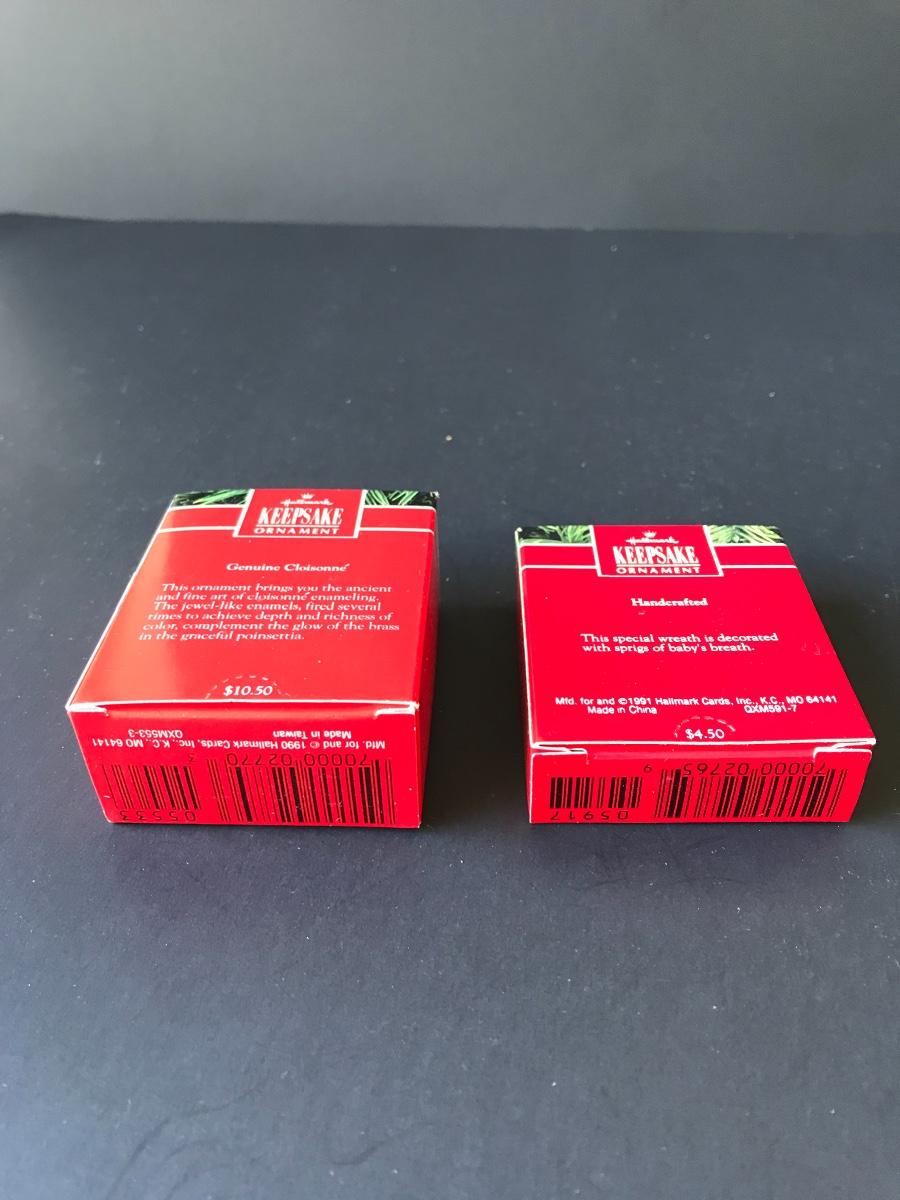 Hallmark
KEEPSAKE
ORNAMENT
Genuine Cloisonné
This ornament brings you the ancient
and fine art of cloisonné enameling.
The jewel-like enamels, fired several
times to achieve depth and richness of
color, complement the glow of the brass
in the graceful poinsettia.
$10.50
Mfd. for and © 1990 Hallmark Cards, Inc., K.C., MO 64141
Made in Taiwan
QXM553-3
70000 02770
3
05533
Hallmark
KEEPSAKE
ORNAMENT
Handcrafted
This special wreath is decorated
with sprigs of baby's breath.
Mfd. for and ©1991 Hallmark Cards, Inc., K.C., MO 64141
Made in China QXM591-7
$4.50
70000 02765
9
05917